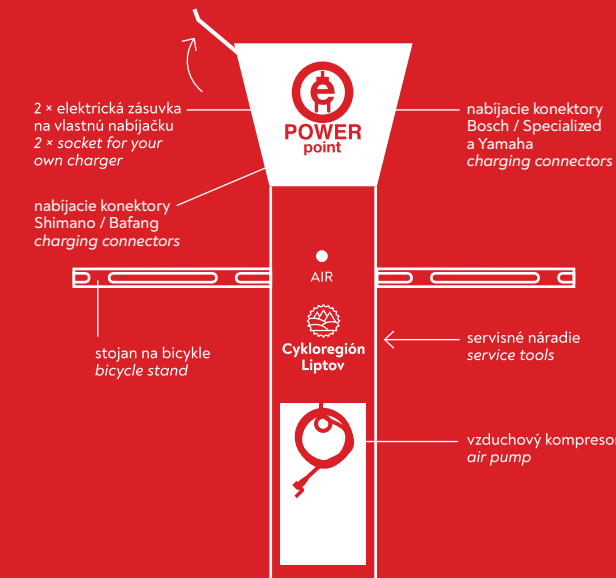 é
POWER
point
2 × elektrická zásuvka
na vlastnú nabíjačku
2 × socket for your
own charger
nabíjacie konektory
Bosch / Specialized
a Yamaha
charging connectors
nabíjacie konektory
Shimano / Bafang
charging connectors
AIR
Cykloregión
Liptov
stojan na bicykle
bicycle stand
servisné náradie
service tools
vzduchový kompresor
air pump